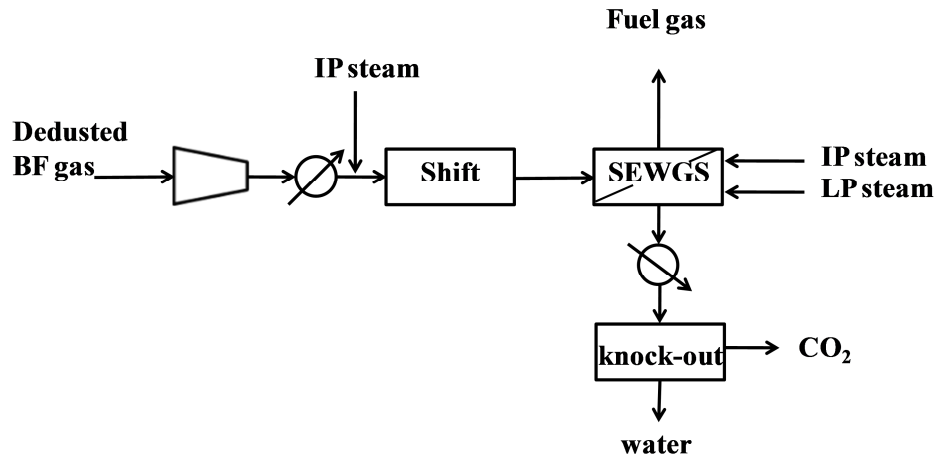 Fuel gas
IP steam
Dedusted
BF gas
Shift
SEWGS
IP steam
LP steam
knock-out
CO₂
water